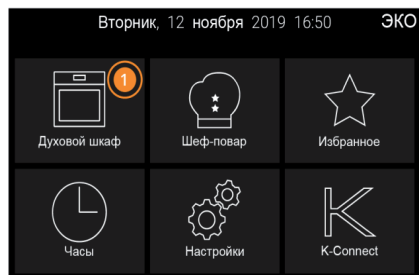 Вторник, 12 ноября 2019 16:50 ЭКО
1
Духовой шкаф Шеф-повар Избранное
Часы Настройки K-Connect